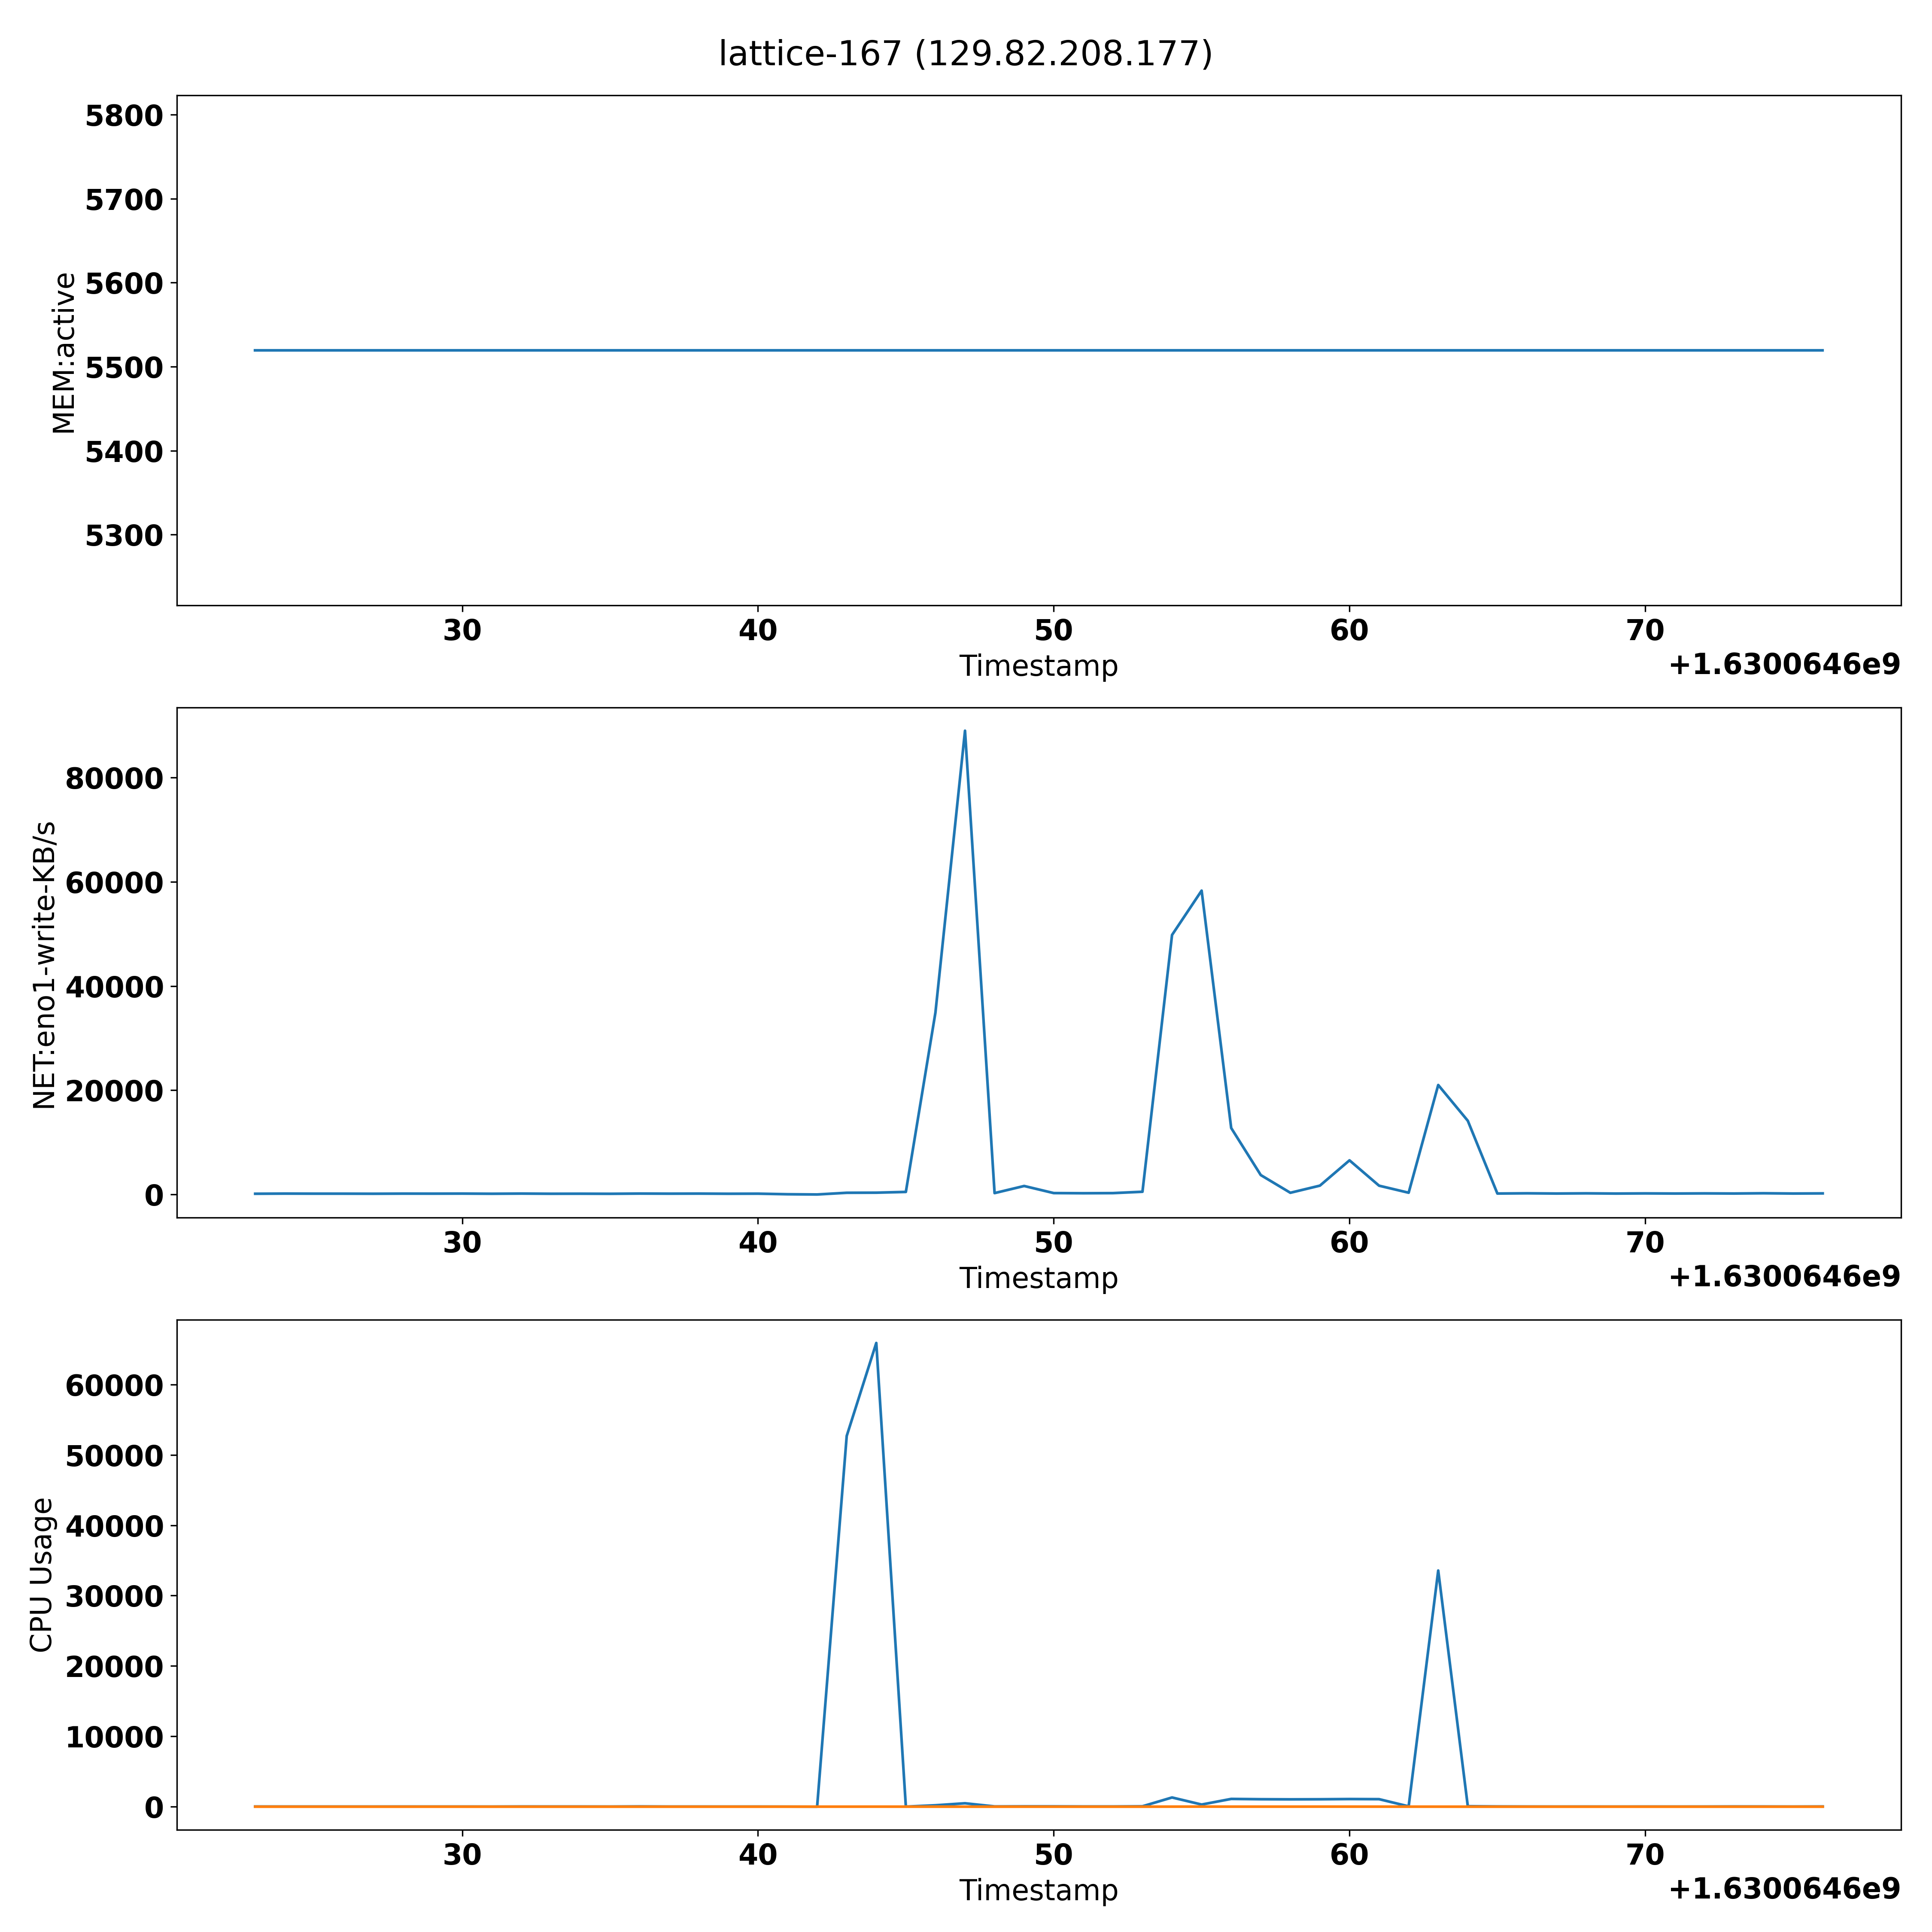 lattice-167 (129.82.208.177)
5800
5700
5600
5500
5400
5300
MEM:active
30 40 50 60 70
Timestamp
+1.6300646e9
80000
60000
40000
20000
0
NET:eno1-write-KB/s
30 40 50 60 70
Timestamp
+1.6300646e9
60000
50000
40000
30000
20000
10000
0
CPU Usage
30 40 50 60 70
Timestamp
+1.6300646e9